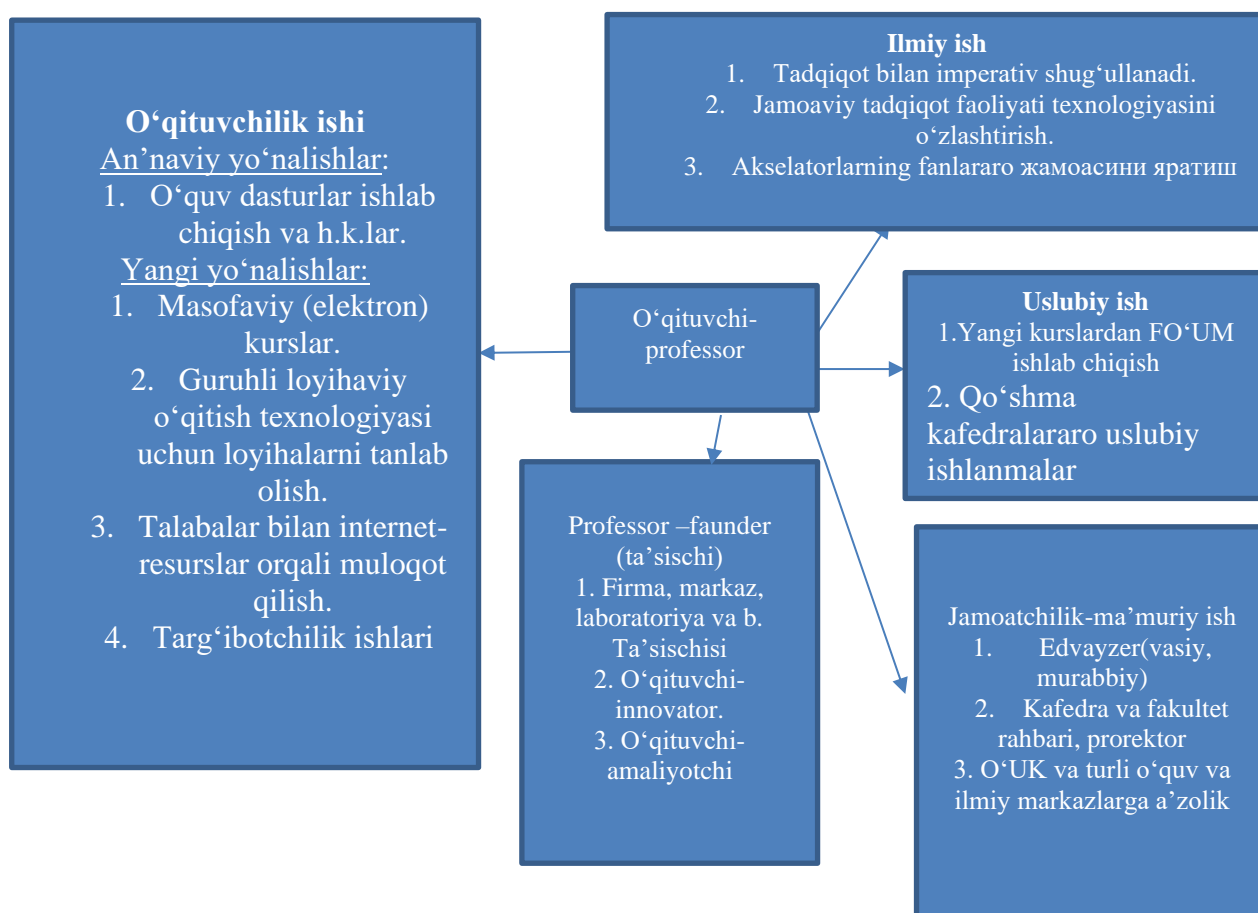 O‘qituvchilik ishi
An’naviy yo‘nalishlar:
1. O‘quv dasturlar ishlab
chiqish va h.k.lar.
Yangi yo‘nalishlar:
1. Masofaviy (elektron)
kurslar.
2. Guruhli loyihaviy
o‘qitish texnologiyasi
uchun loyihalarni tanlab
olish.
3. Talabalar bilan internet-
resurslar orqali muloqot
qilish.
4. Targ‘ibotchilik ishlari
Ilmiy ish
1. Tadqiqot bilan imperativ shug‘ullanadi.
2. Jamoaviy tadqiqot faoliyati texnologiyasini
o‘zlashtirish.
3. Akselatorlarning fanlararo жамоасини яратиш
O‘qituvchi-
professor
Uslubiy ish
1.Yangi kurslardan FO‘UM
ishlab chiqish
2. Qo‘shma
kafedralararo uslubiy
ishlanmalar
Professor –faunder
(ta’sischi)
1. Firma, markaz,
laboratoriya va b.
Ta’sischisi
2. O‘qituvchi-
innovator.
3. O‘qituvchi-
amaliyotchi
Jamoatchilik-ma’muriy ish
1. Edvayzer(vasiy,
murabbiy)
2. Kafedra va fakultet
rahbari, prorektor
3. O‘UK va turli o‘quv va
ilmiy markazlarga a’zolik